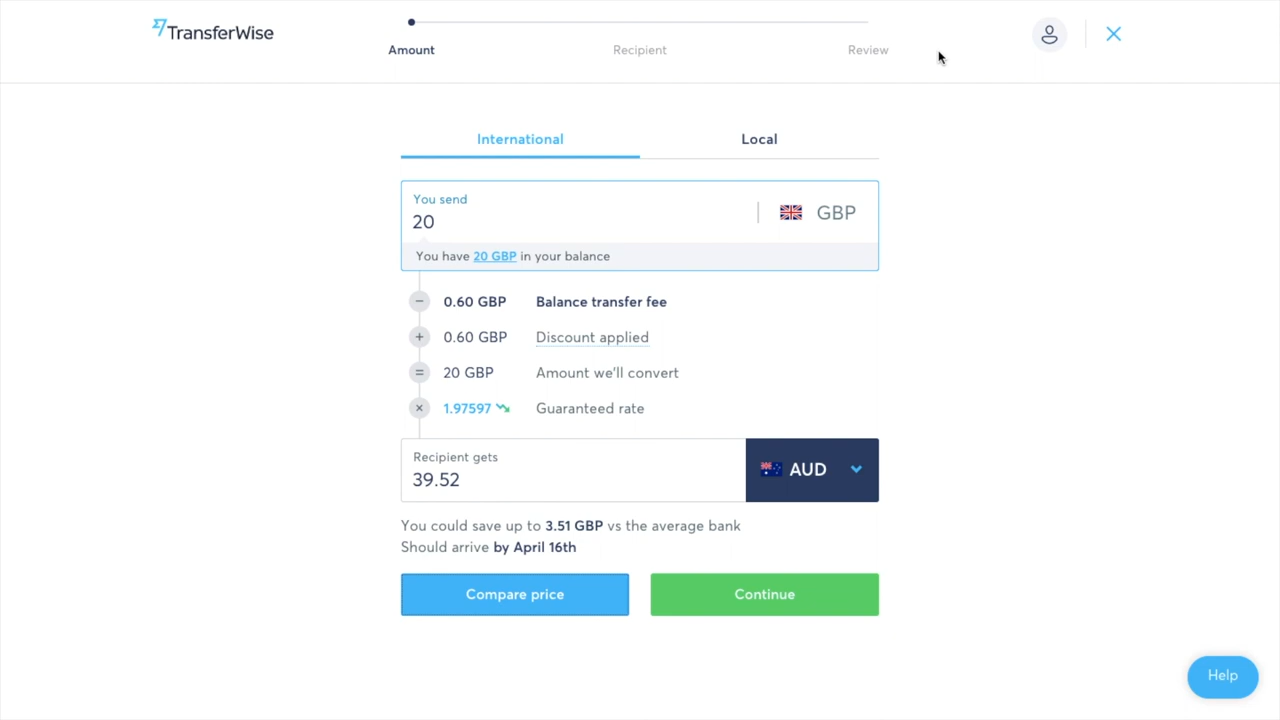 TransferWise
Amount
Recipient
Review
International
Local
You send
20
GBP
You have 20 GBP in your balance
− 0.60 GBP Balance transfer fee
+ 0.60 GBP Discount applied
= 20 GBP Amount we'll convert
× 1.97597 Guaranteed rate
Recipient gets
39.52
AUD
You could save up to 3.51 GBP vs the average bank
Should arrive by April 16th
Compare price
Continue
Help